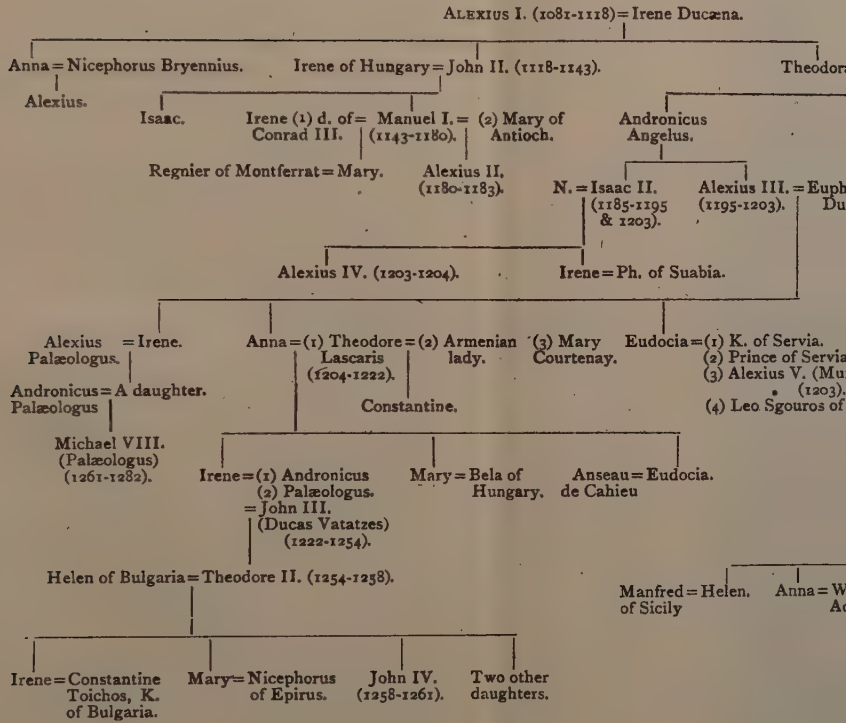 ALEXIUS I. (1081-1118) = Irene Ducæna.
Anna = Nicephorus Bryennius. Irene of Hungary = John II. (1118-1143).
Alexius.
Isaac. Irene (1) d. of = Manuel I. = (2) Mary of Andronicus
Conrad III. (1143-1180). Antioch. Angelus.
Regnier of Montferrat = Mary. Alexius II. N. = Isaac II. Alexius III. =
(1180-1183). (1185-1195 (1195-1203).
& 1203).
Alexius IV. (1203-1204). Irene = Ph. of Suabia.
Alexius = Irene. Anna = (1) Theodore = (2) Armenian (3) Mary Eudocia = (1) K. of Servia.
Palæologus. Lascaris lady. Courtenay. (2) Prince of Servia
(1204-1222). (3) Alexius V.
Andronicus = A daughter. (1203).
Palæologus Constantine. (4) Leo Sgouros of
Michael VIII.
(Palæologus)
(1261-1282). Irene = (1) Andronicus Mary = Bela of Anseau = Eudocia.
(2) Palæologus. Hungary. de Cahieu
= John III.
(Ducas Vatatzes)
(1222-1254).
Helen of Bulgaria = Theodore II. (1254-1258).
Manfred = Helen. Anna =
of Sicily
Irene = Constantine Mary = Nicephorus John IV. Two other
Toichos, K. of Epirus. (1258-1261). daughters.
of Bulgaria.